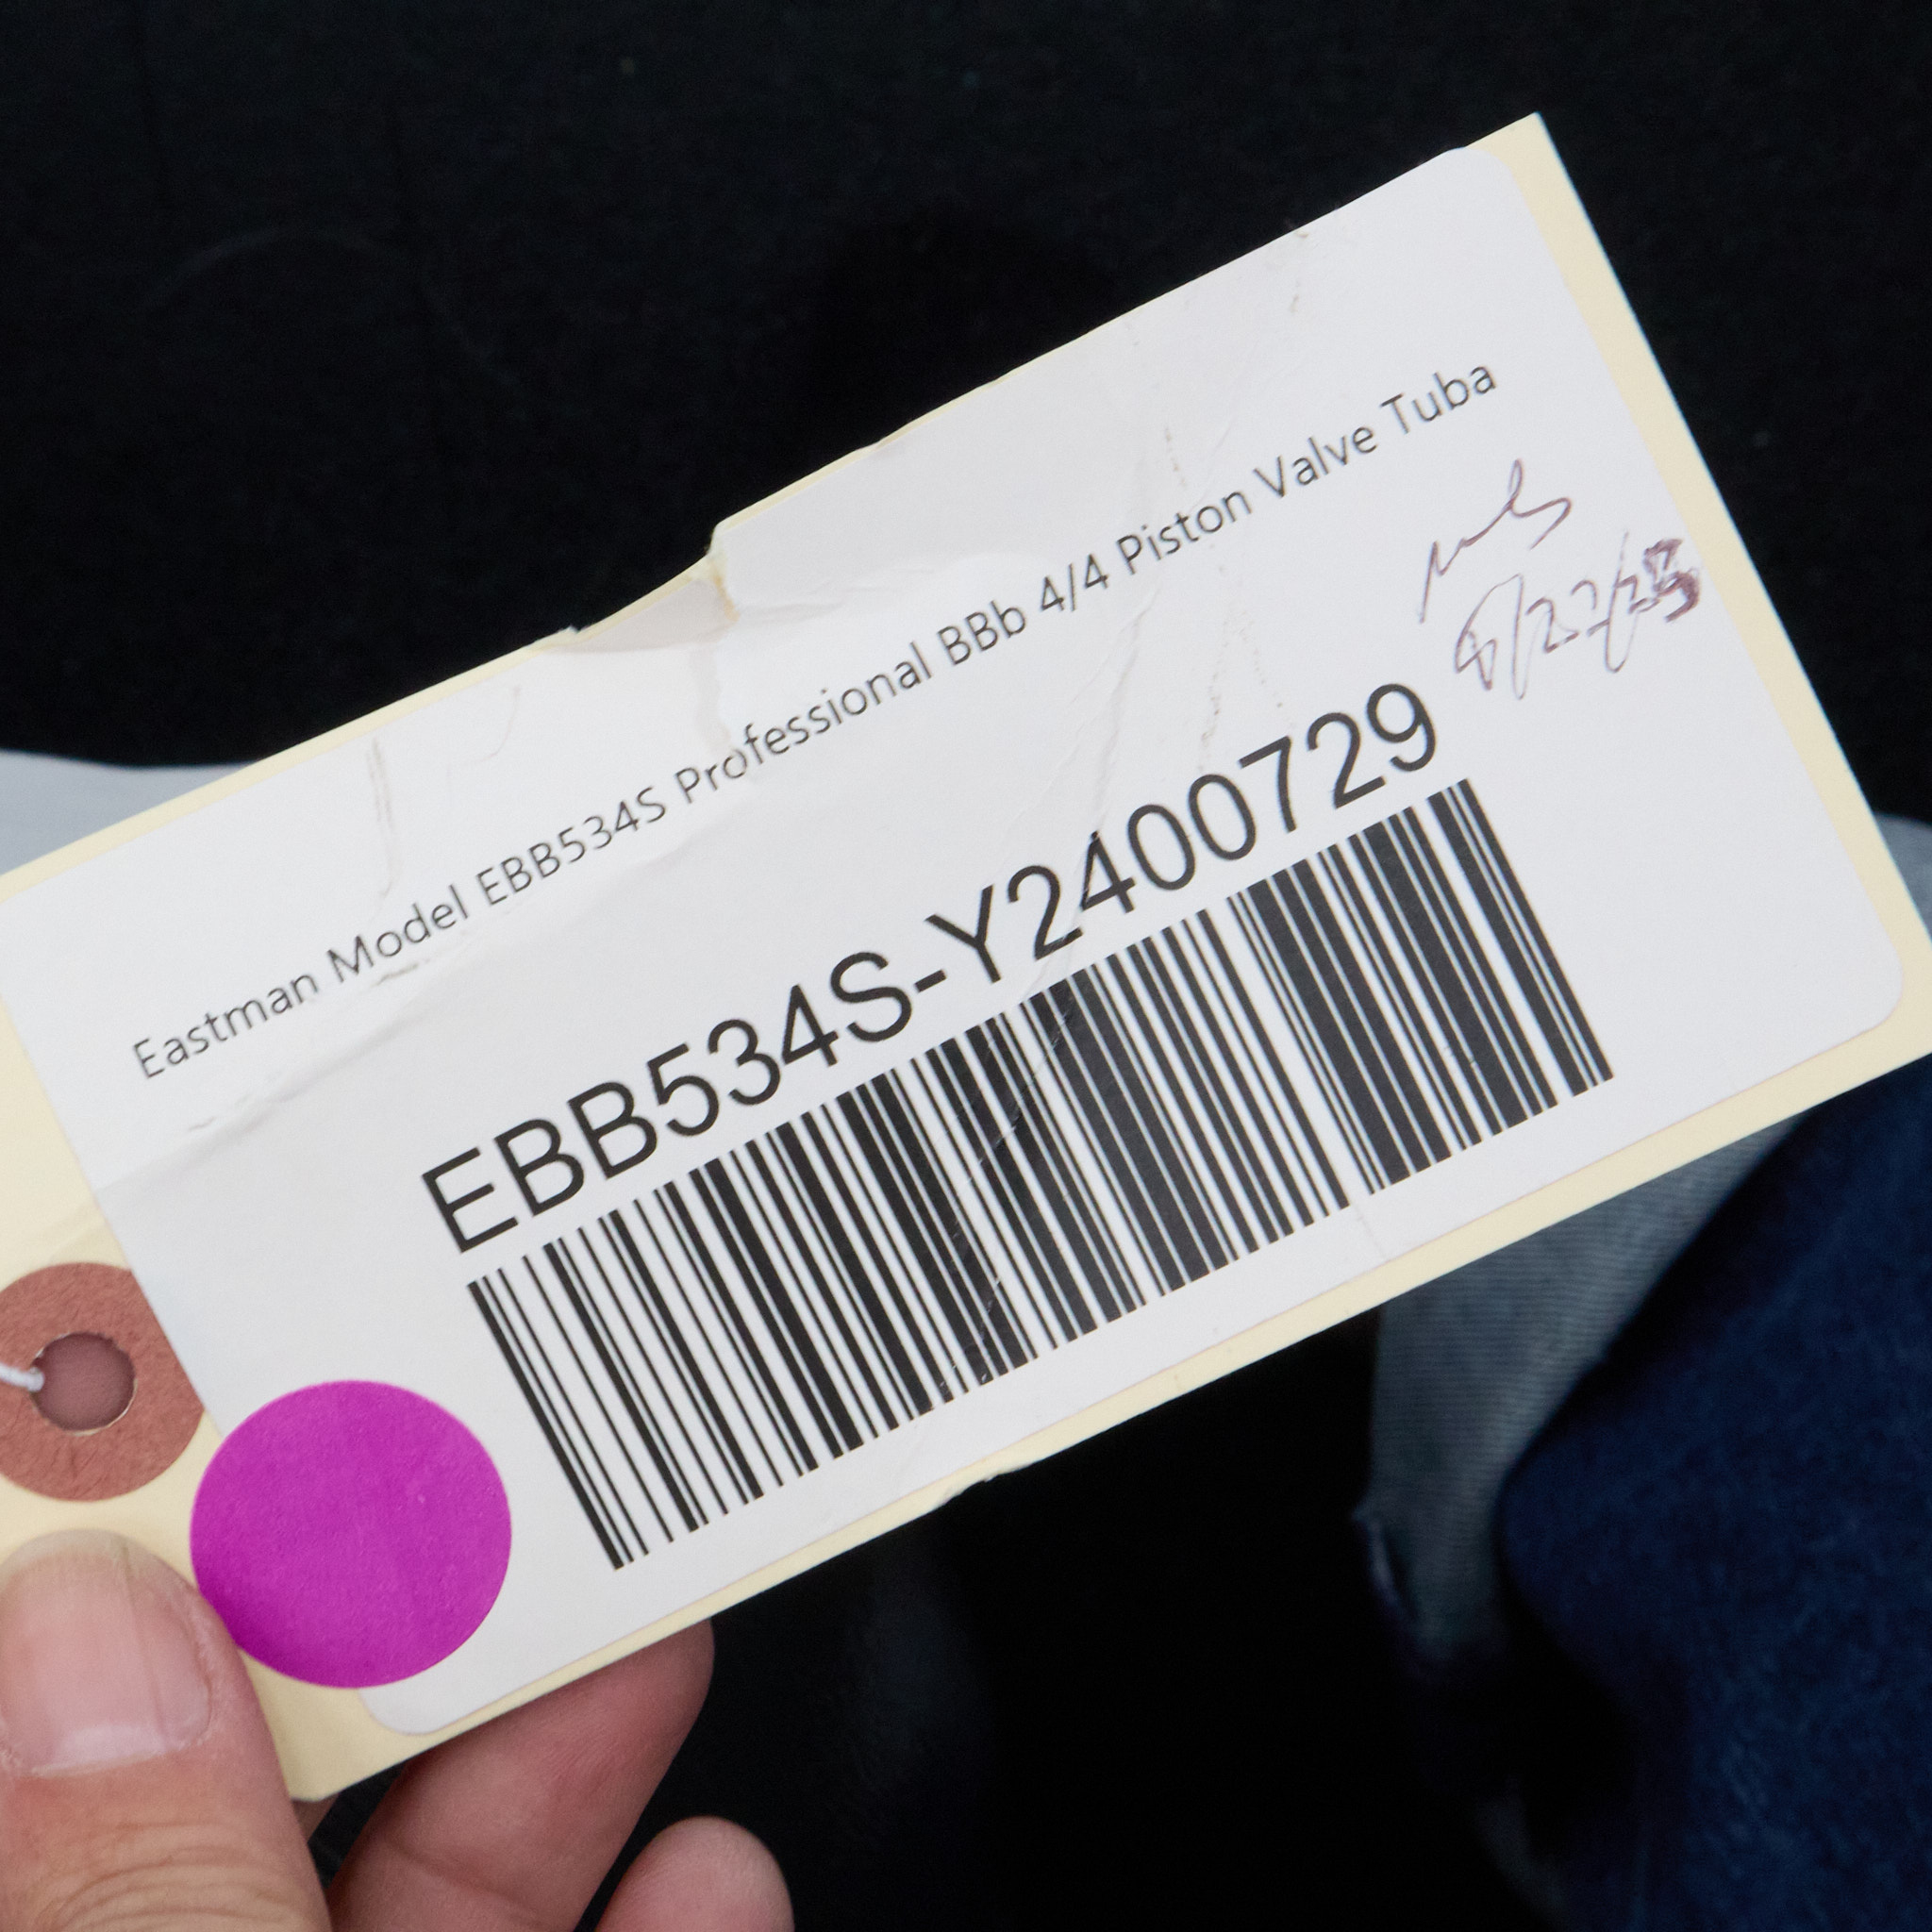 Eastman Model EBB534S Professional BBb 4/4 Piston Valve Tuba
EBB534S-Y2400729